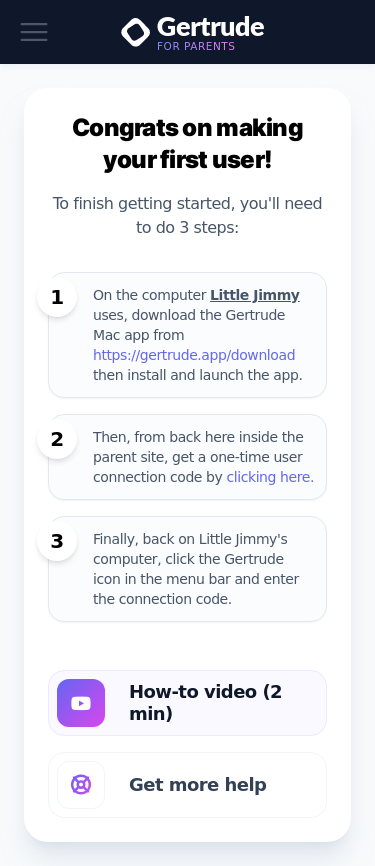 Gertrude
FOR PARENTS
Congrats on making
your first user!
To finish getting started, you'll need
to do 3 steps:
1
On the computer Little Jimmy
uses, download the Gertrude
Mac app from
https://gertrude.app/download
then install and launch the app.
2
Then, from back here inside the
parent site, get a one-time user
connection code by clicking here.
3
Finally, back on Little Jimmy's
computer, click the Gertrude
icon in the menu bar and enter
the connection code.
How-to video (2
min)
Get more help